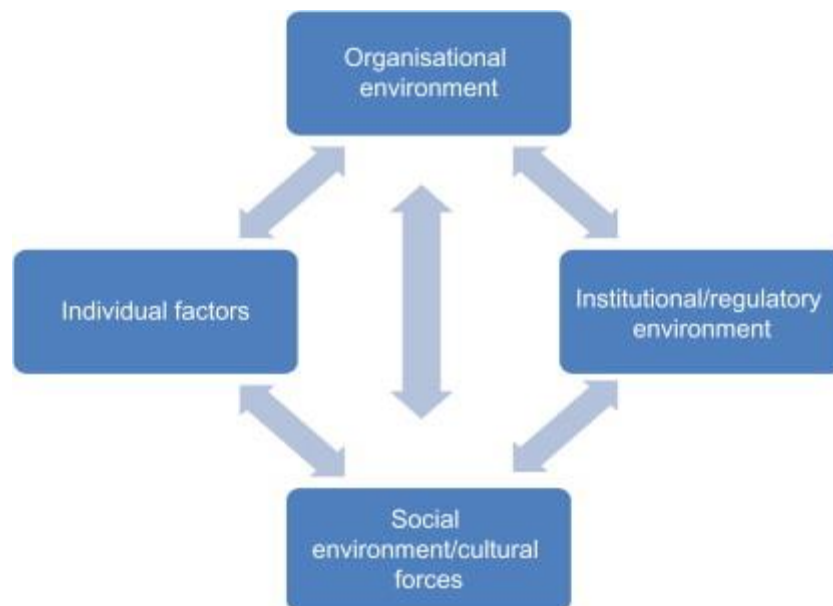 Organisational
environment
Individual factors
Institutional/regulatory
environment
Social
environment/cultural
forces